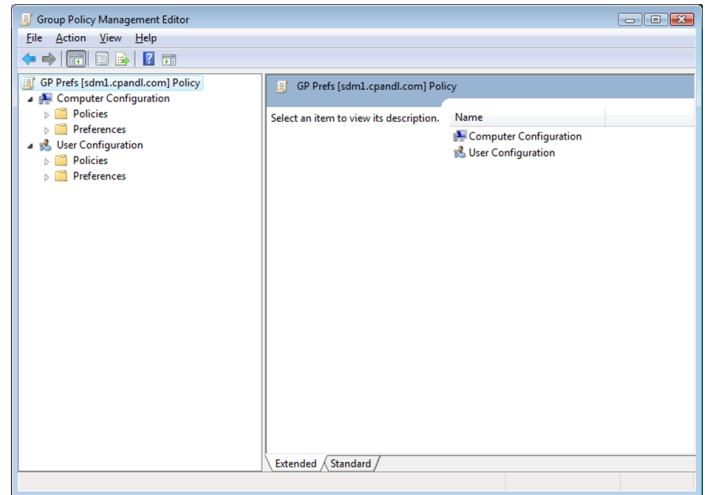 Group Policy Management Editor
File Action View Help
GP Prefs [sdm1.cpandl.com] Policy
Computer Configuration
Policies
Preferences
User Configuration
Policies
Preferences
GP Prefs [sdm1.cpandl.com] Policy
Select an item to view its description.
Name
Computer Configuration
User Configuration
Extended Standard